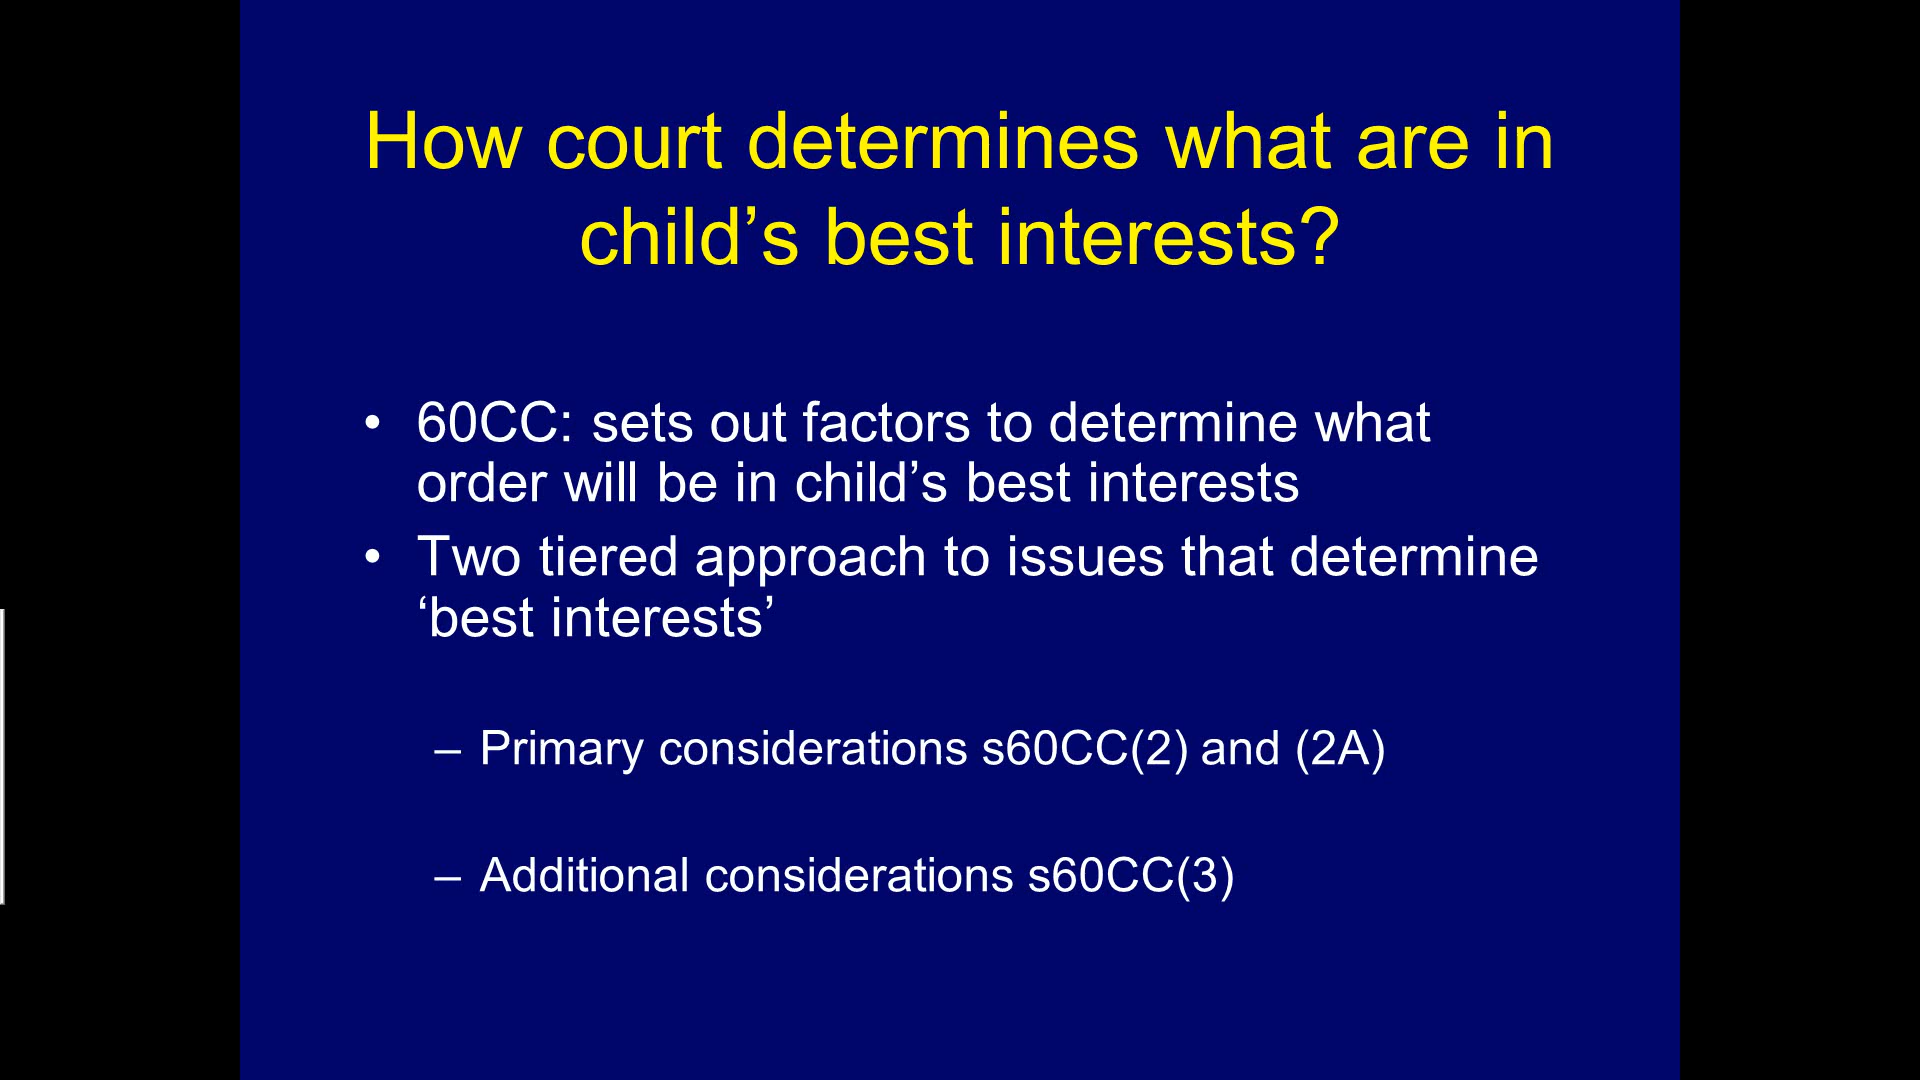 How court determines what are in
child’s best interests?
• 60CC: sets out factors to determine what
order will be in child’s best interests
• Two tiered approach to issues that determine
‘best interests’
– Primary considerations s60CC(2) and (2A)
– Additional considerations s60CC(3)